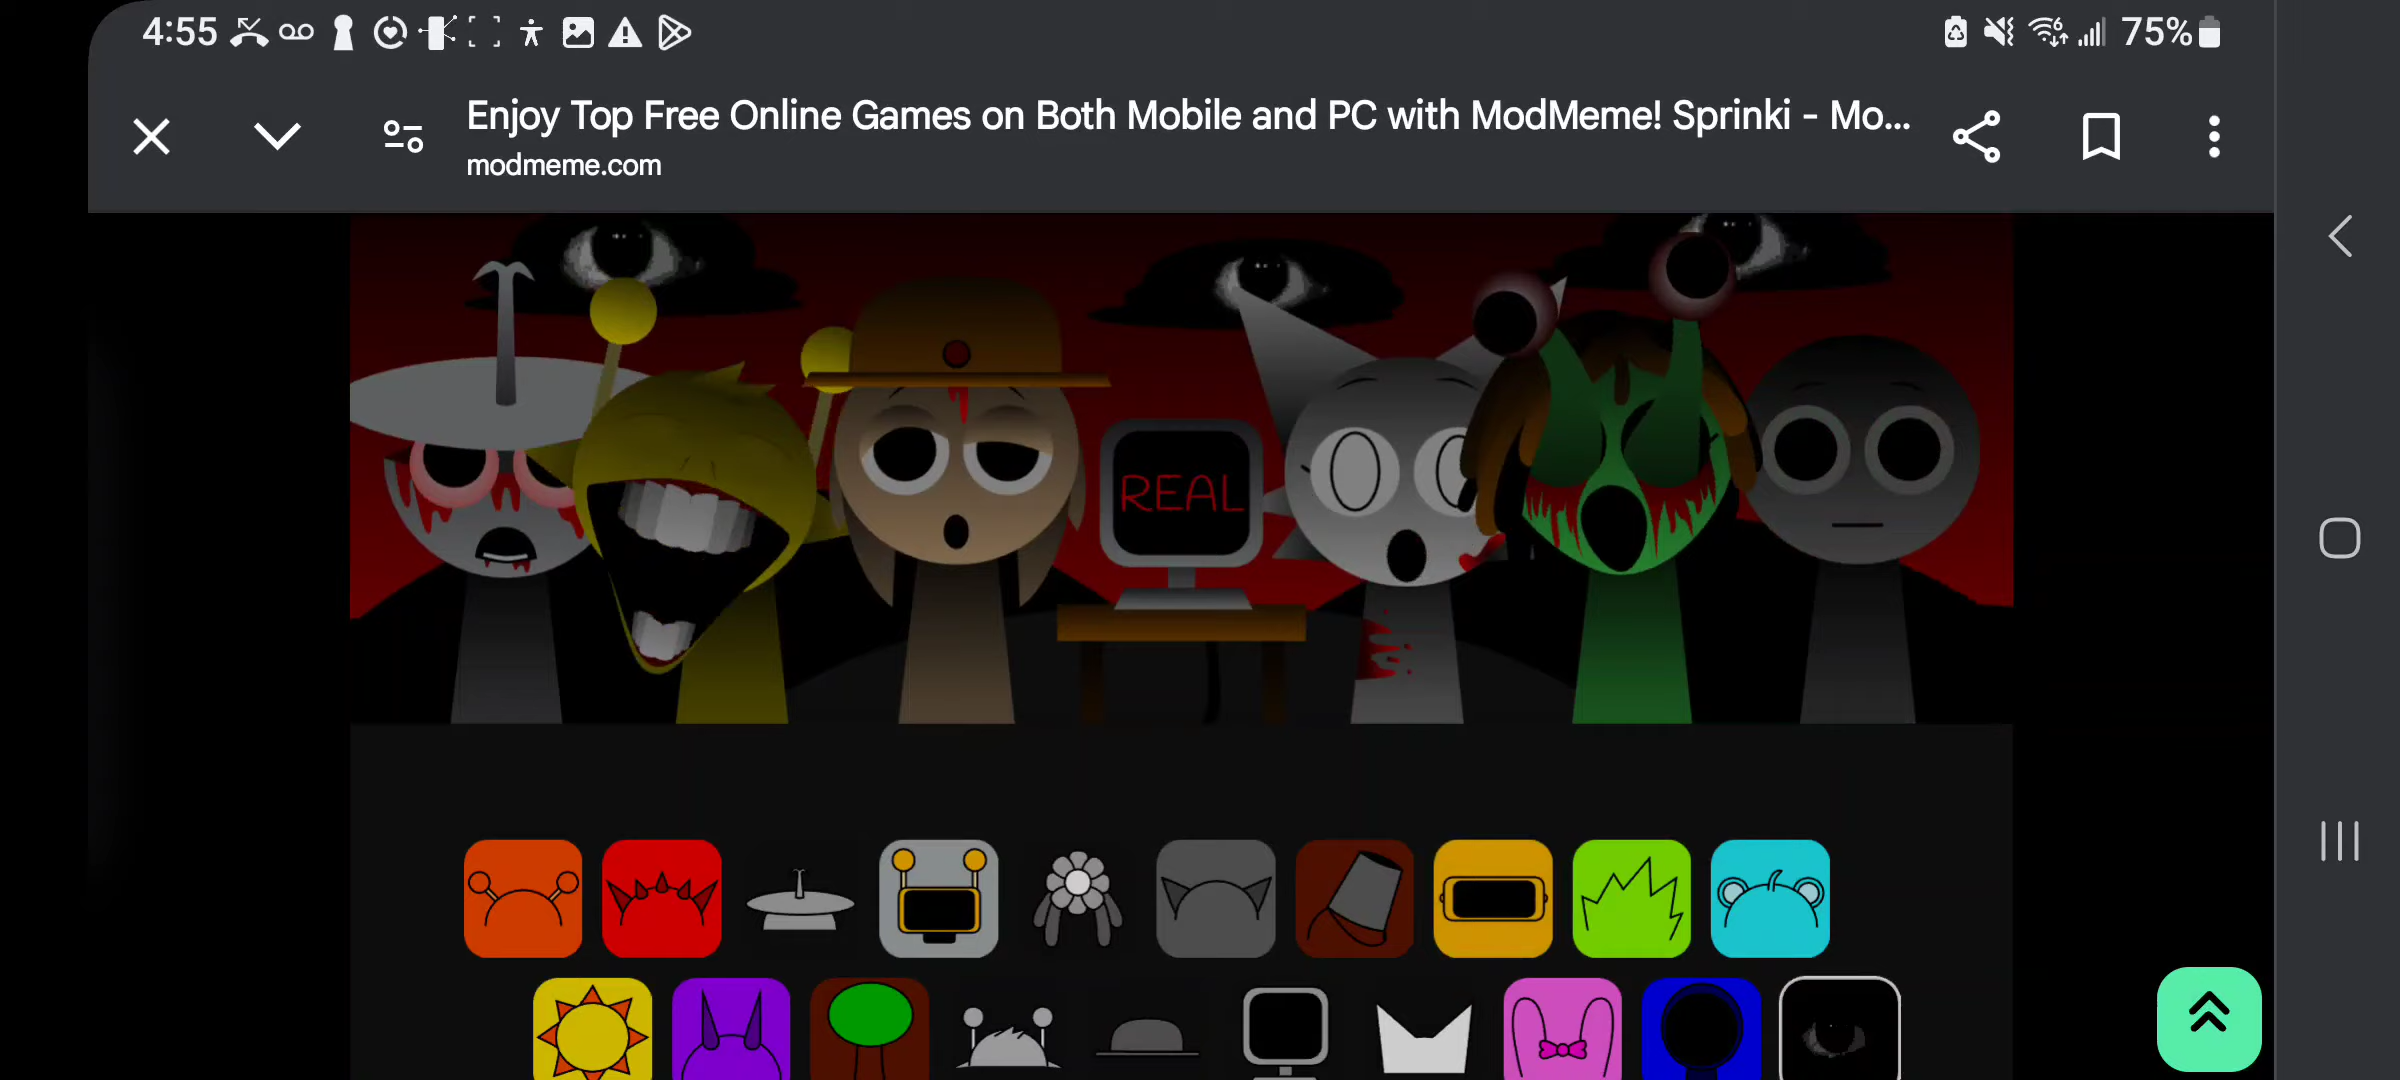 4:55
6
75%
Enjoy Top Free Online Games on Both Mobile and PC with ModMeme! Sprinki - Mo...
modmeme.com
REAL